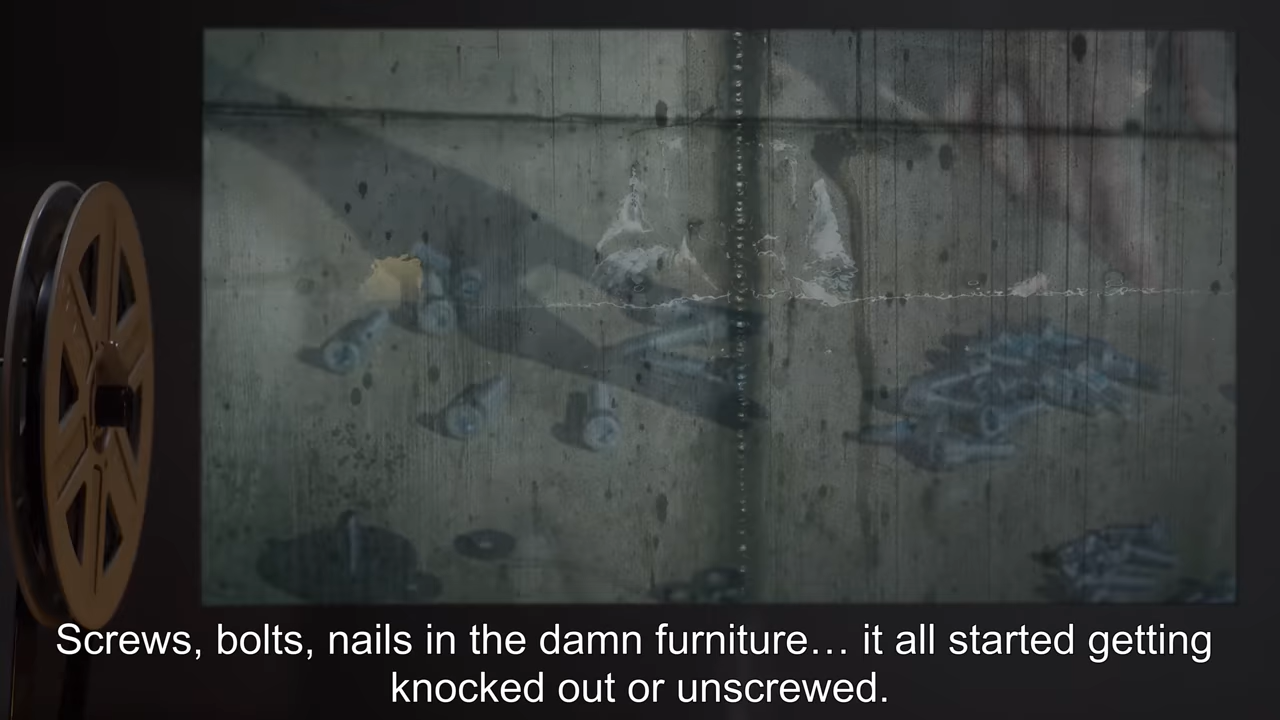 Screws, bolts, nails in the damn furniture… it all started getting
knocked out or unscrewed.